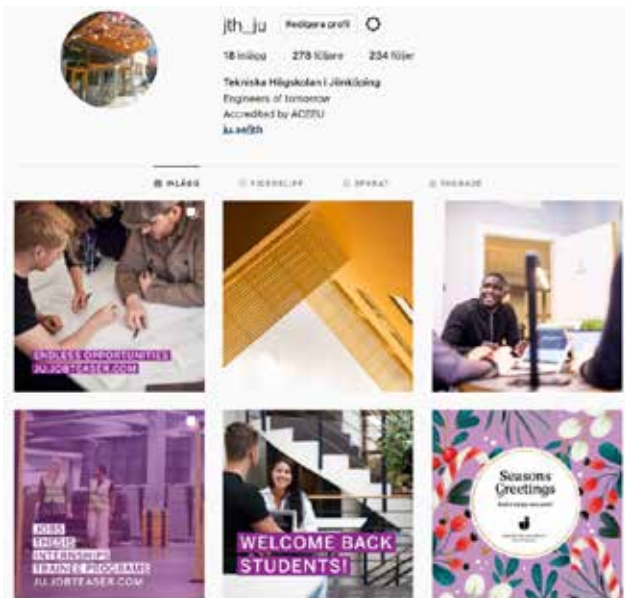 jth_ju Redigera profil
18 inlägg 278 följare 234 följer
Tekniska Högskolan i Jönköping
Engineers of tomorrow
Accredited by ACEEU
ju.se/jth
INLÄGG VIDEOKLIPP SPARAT TAGGADE
ENDLESS OPPORTUNITIES
JU.JOBTEASER.COM
JOBS
THESIS
INTERNSHIPS
TRAINEE PROGRAMS
JU.JOBTEASER.COM
WELCOME BACK
STUDENTS!
Seasons
Greetings